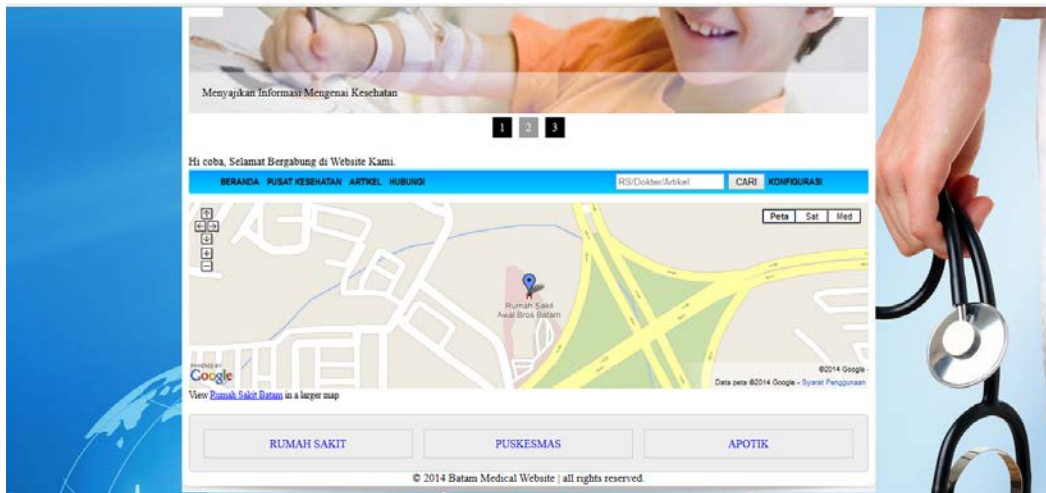 Menyajikan Informasi Mengenai Kesehatan
1 2 3
Hi coba, Selamat Bergabung di Website Kami.
BERANDA PUSAT KESEHATAN ARTIKEL HUBUNGI RS/Dokter/Artikel CARI KONFIGURASI
Peta Sat Med
Rumah Sakit
Awal Bros Batam
POWERED BY
Google
©2014 Google -
Data peta ©2014 Google - Syarat Penggunaan
View Rumah Sakit Batam in a larger map
RUMAH SAKIT PUSKESMAS APOTIK
© 2014 Batam Medical Website | all rights reserved.